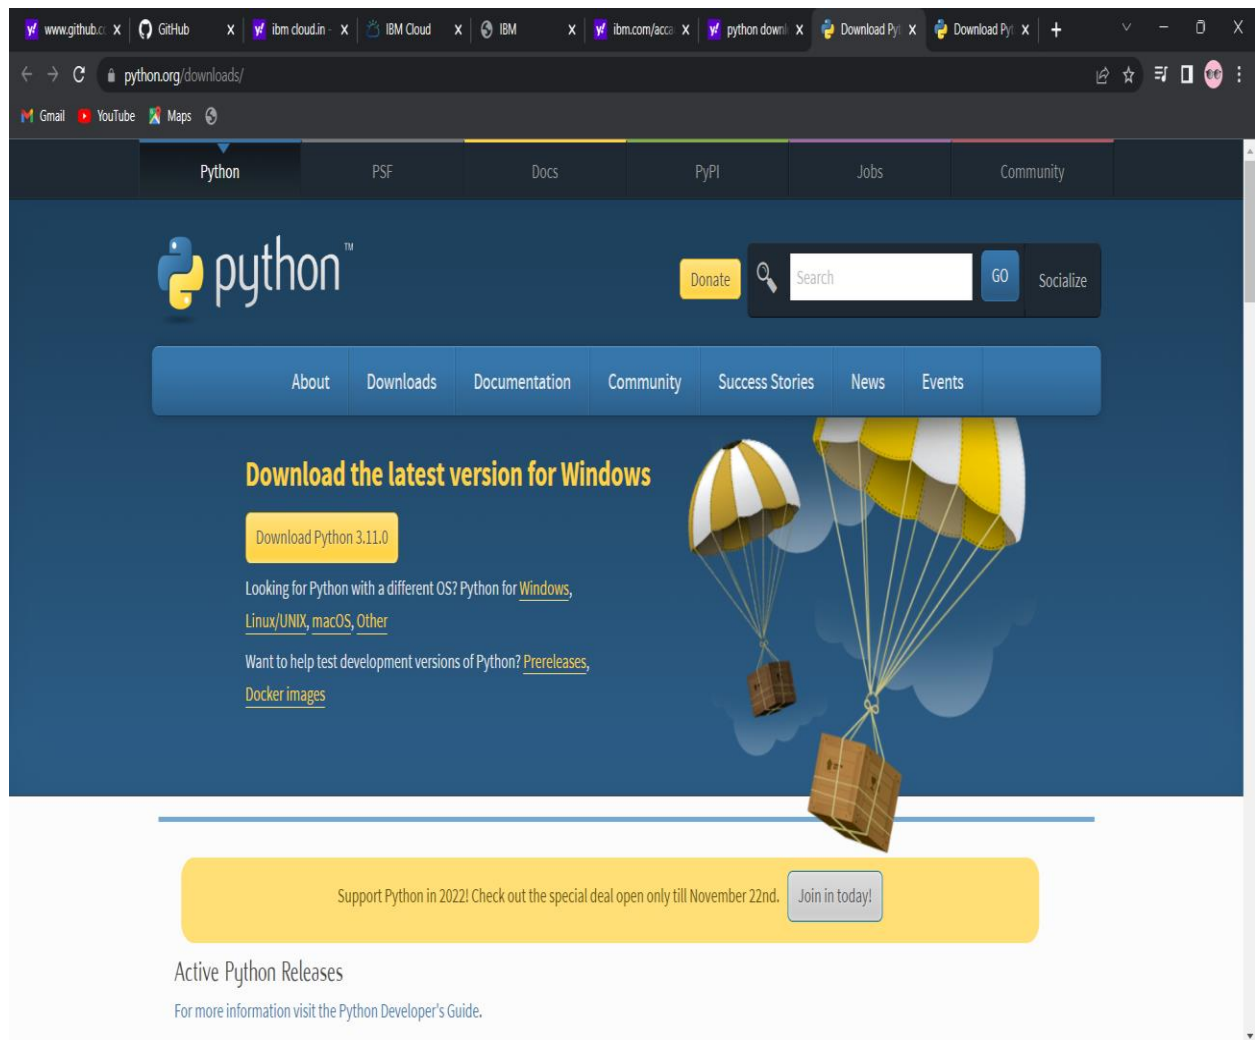 www.github.c
GitHub
ibm cloud.in -
IBM Cloud
IBM
ibm.com/acca
python downl
Download Pyt
Download Pyt
python.org/downloads/
Gmail
YouTube
Maps
Python
PSF
Docs
PyPI
Jobs
Community
python™
Donate
Search
GO
Socialize
About
Downloads
Documentation
Community
Success Stories
News
Events
Download the latest version for Windows
Download Python 3.11.0
Looking for Python with a different OS? Python for Windows,
Linux/UNIX, macOS, Other
Want to help test development versions of Python? Prereleases,
Docker images
Support Python in 2022! Check out the special deal open only till November 22nd.
Join in today!
Active Python Releases
For more information visit the Python Developer's Guide.